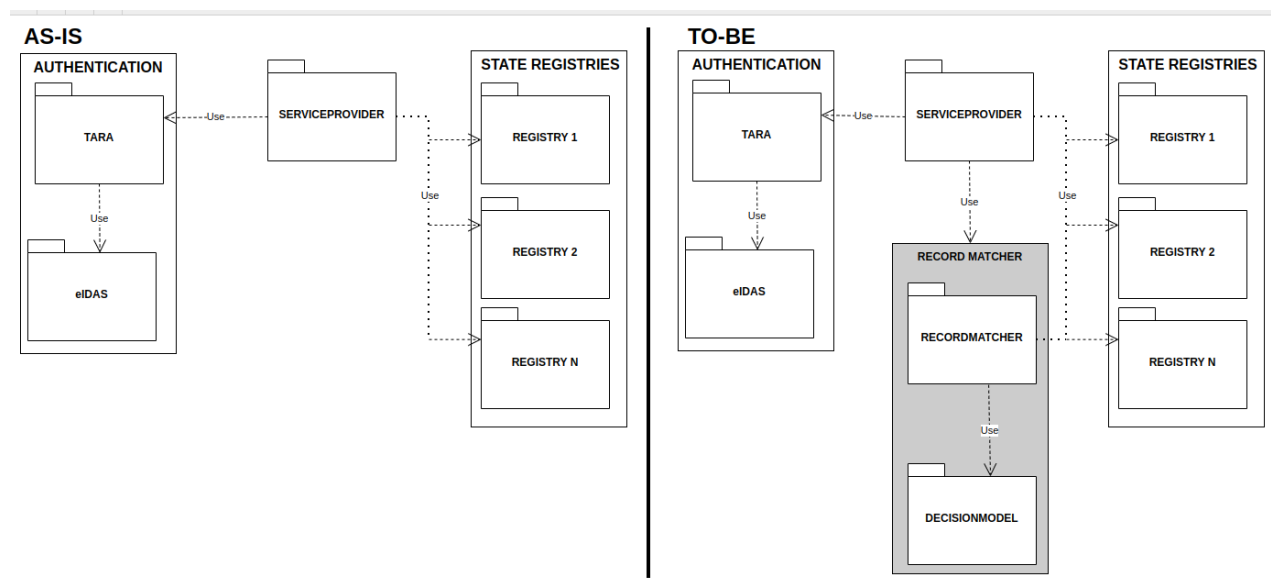 AS-IS
AUTHENTICATION
TARA
Use
eIDAS
Use
SERVICEPROVIDER
Use
STATE REGISTRIES
REGISTRY 1
REGISTRY 2
REGISTRY N
TO-BE
AUTHENTICATION
TARA
Use
eIDAS
Use
SERVICEPROVIDER
Use
Use
RECORD MATCHER
RECORDMATCHER
Use
DECISIONMODEL
STATE REGISTRIES
REGISTRY 1
REGISTRY 2
REGISTRY N